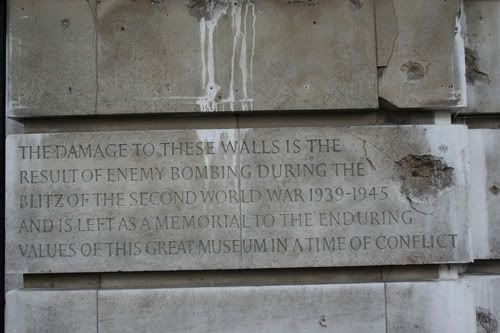 THE DAMAGE TO THESE WALLS IS THE
RESULT OF ENEMY BOMBING DURING THE
BLITZ OF THE SECOND WORLD WAR 1939-1945
AND IS LEFT AS A MEMORIAL TO THE ENDURING
VALUES OF THIS GREAT MUSEUM IN A TIME OF CONFLICT